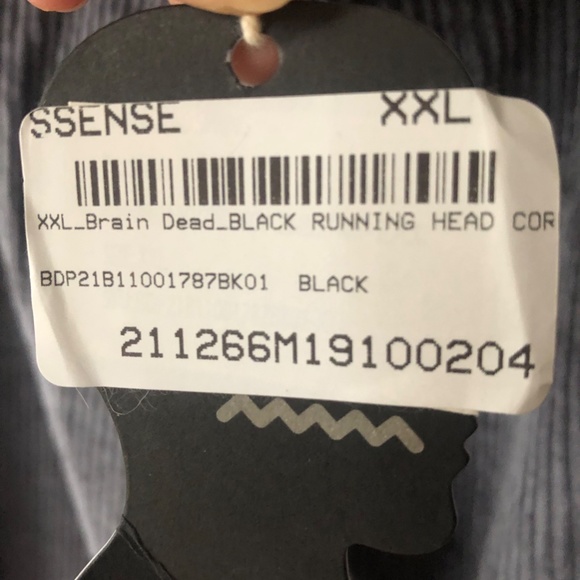 SSENSE XXL
XXL_Brain Dead_BLACK RUNNING HEAD COR
BDP21B11001787BK01 BLACK
211266M19100204